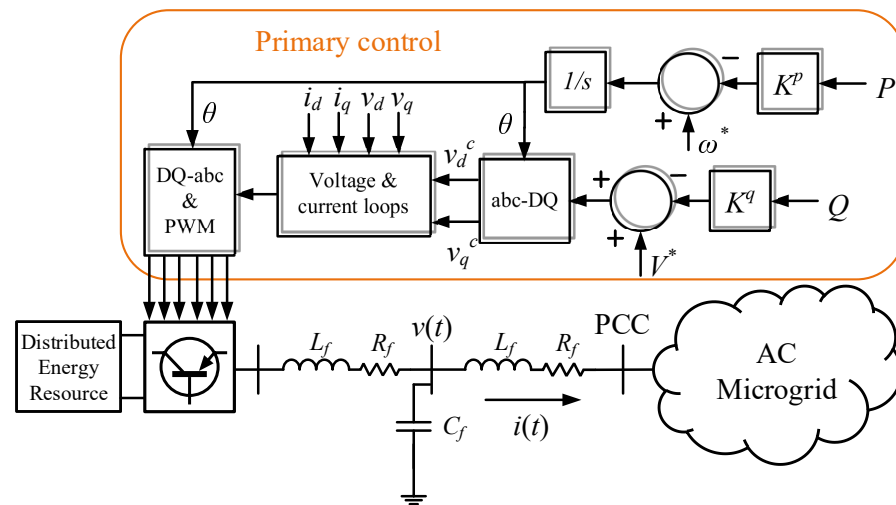 Primary control
1/s
−
K^p
P
i_d i_q v_d v_q
θ
θ
+
ω*
v_d^c
DQ-abc
&
PWM
Voltage &
current loops
abc-DQ
+
−
K^q
Q
v_q^c
+
V*
Distributed
Energy
Resource
L_f
R_f
v(t)
L_f
R_f
PCC
AC
Microgrid
C_f
i(t)